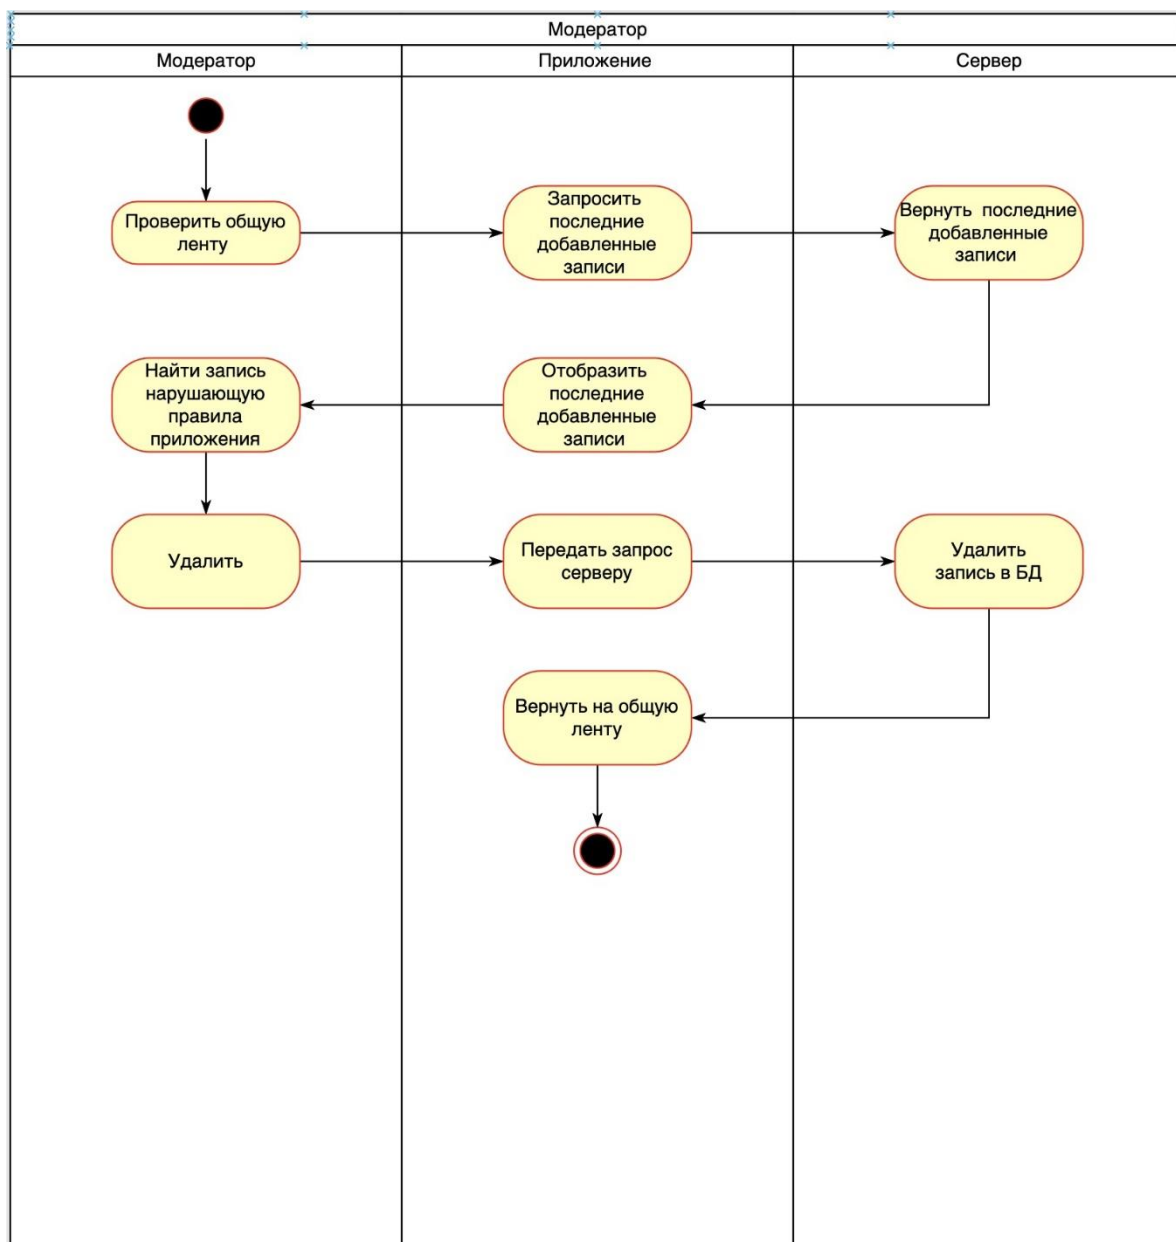 Модератор
Модератор
Приложение
Сервер
Проверить общую
ленту
Запросить
последние
добавленные
записи
Вернуть последние
добавленные
записи
Найти запись
нарушающую
правила
приложения
Отобразить
последние
добавленные
записи
Удалить
Передать запрос
серверу
Удалить
запись в БД
Вернуть на общую
ленту